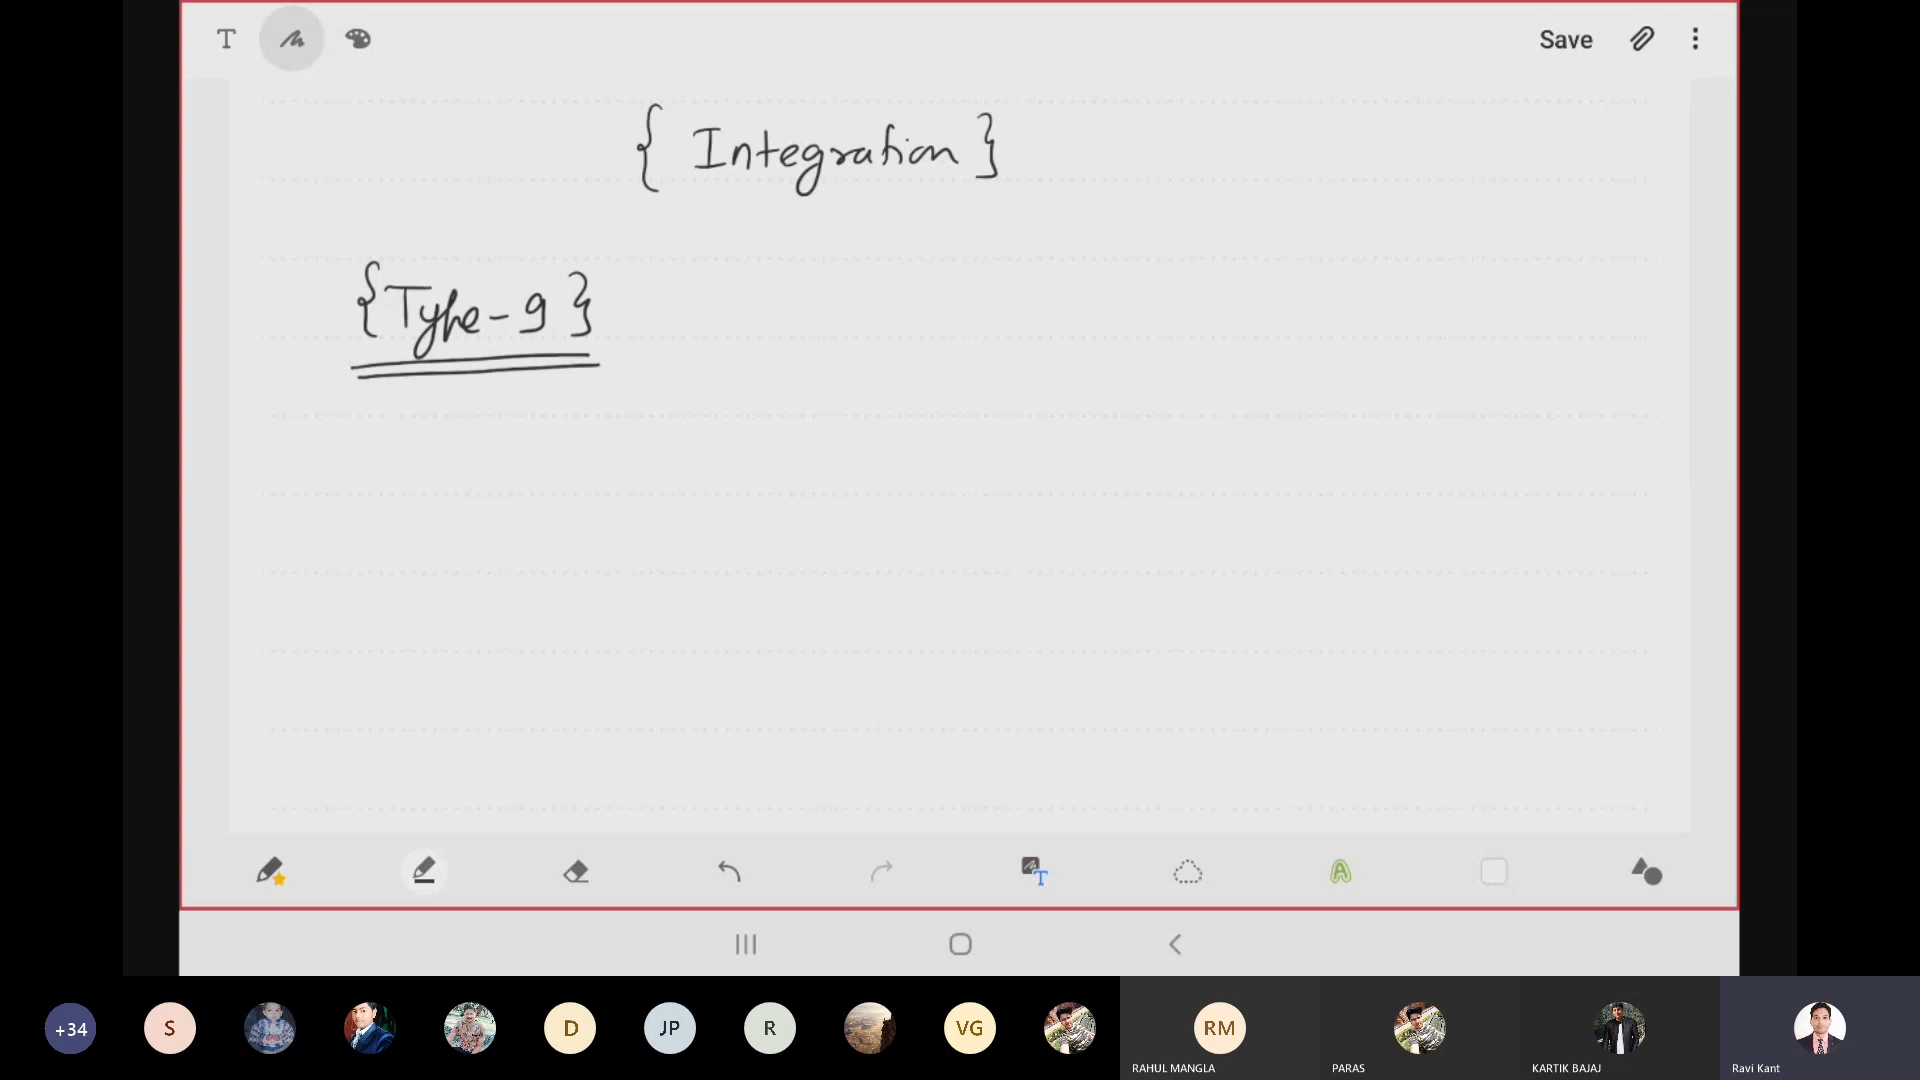 T
Save
{ Integration }
{Type-9}
A
+34
S
D
JP
R
VG
RM
RAHUL MANGLA
PARAS
KARTIK BAJAJ
Ravi Kant